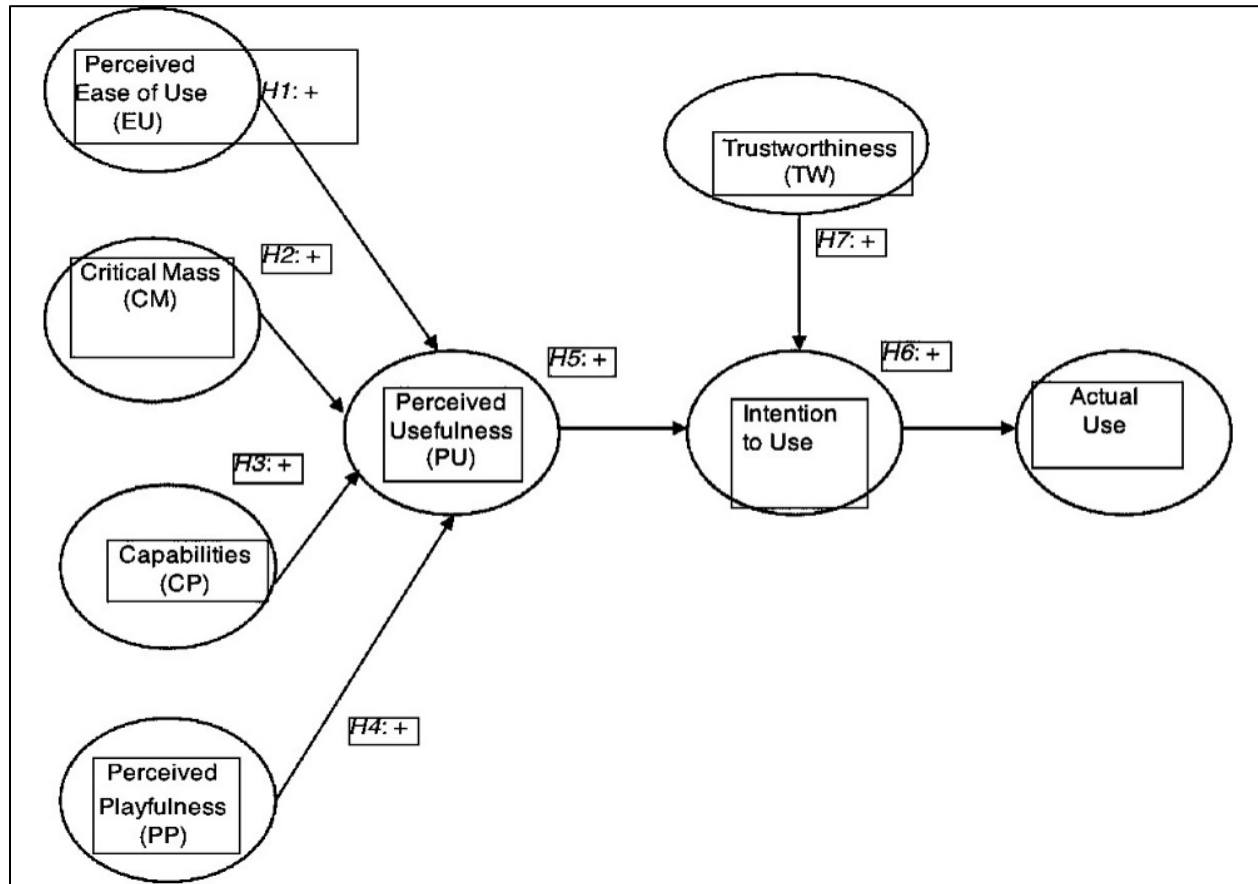 Perceived
Ease of Use
(EU)
H1: +
Trustworthiness
(TW)
H2: +
H7: +
Critical Mass
(CM)
H5: +
H6: +
Perceived
Usefulness
(PU)
Intention
to Use
Actual
Use
H3: +
Capabilities
(CP)
H4: +
Perceived
Playfulness
(PP)